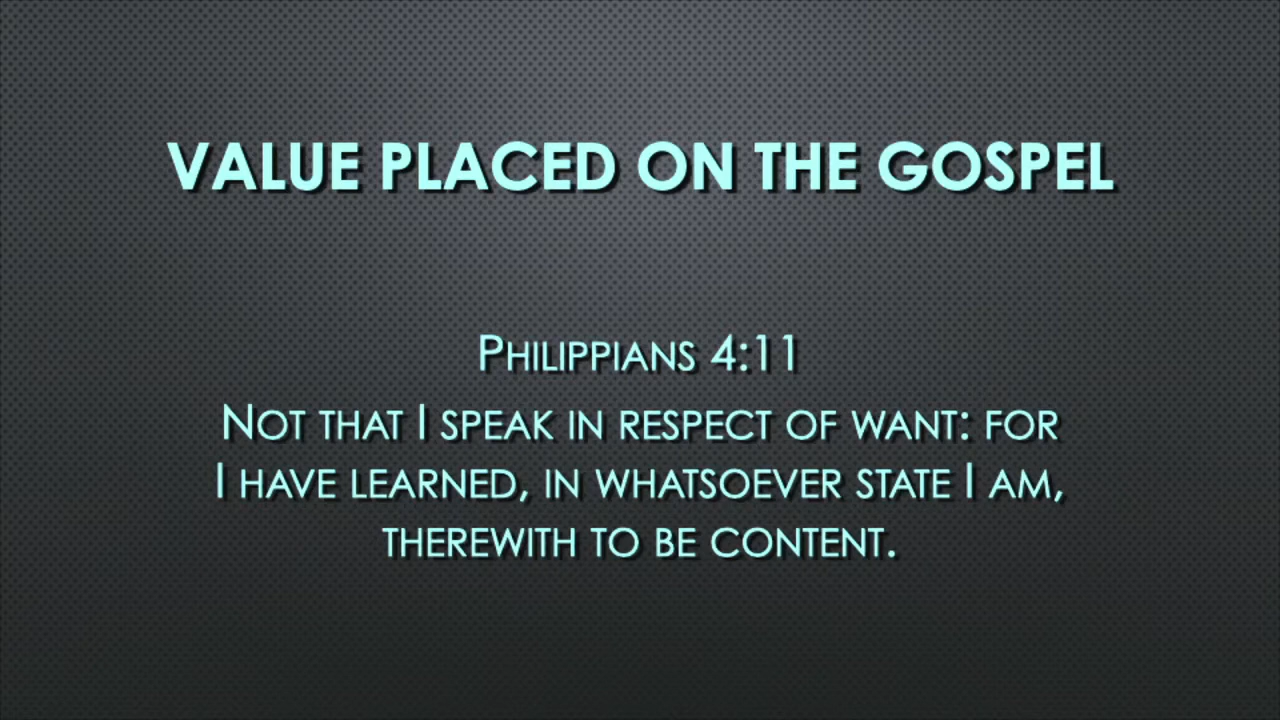 VALUE PLACED ON THE GOSPEL
Philippians 4:11
Not that I speak in respect of want: for
I have learned, in whatsoever state I am,
therewith to be content.